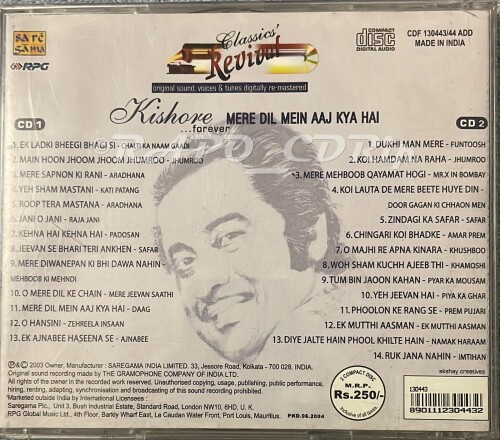 SaReGaMa
RPG
Classics'
Revival
original sound, voices & tunes digitally re-mastered
COMPACT
disc
DIGITAL AUDIO
CDF 130443/44 ADD
MADE IN INDIA
Kishore MERE DIL MEIN AAJ KYA HAI
...forever
CD 1
1. EK LADKI BHEEGI BHAGI SI - CHALTI KA NAAM GAADI
2. MAIN HOON JHOOM JHOOM JHUMROO - JHUMROO
3. MERE SAPNON KI RANI - ARADHANA
4. YEH SHAM MASTANI - KATI PATANG
5. ROOP TERA MASTANA - ARADHANA
6. JANI O JANI - RAJA JANI
7. KEHNA HAI KEHNA HAI - PADOSAN
8. JEEVAN SE BHARI TERI ANKHEN - SAFAR
9. MERE DIWANEPAN KI BHI DAWA NAHIN -
MEHBOOB KI MEHNDI
10. O MERE DIL KE CHAIN - MERE JEEVAN SAATHI
11. MERE DIL MEIN AAJ KYA HAI - DAAG
12. O HANSINI - ZEHREELA INSAAN
13. EK AJNABEE HASEENA SE - AJNABEE
CD 2
1. DUKHI MAN MERE - FUNTOOSH
2. KOI HAMDAM NA RAHA - JHUMROO
*3. MERE MEHBOOB QAYAMAT HOGI - MR.X IN BOMBAY
4. KOI LAUTA DE MERE BEETE HUYE DIN -
DOOR GAGAN KI CHHAON MEN
5. ZINDAGI KA SAFAR - SAFAR
6. CHINGARI KOI BHADKE - AMAR PREM
7. O MAJHI RE APNA KINARA - KHUSHBOO
8. WOH SHAM KUCHH AJEEB THI - KHAMOSHI
9. TUM BIN JAOON KAHAN - PYAR KA MOUSAM
10. YEH JEEVAN HAI - PIYA KA GHAR
11. PHOOLON KE RANG SE - PREM PUJARI
12. EK MUTTHI AASMAN - EK MUTTHI AASMAN
13. DIYE JALTE HAIN PHOOL KHILTE HAIN - NAMAK HARAAM
14. RUK JANA NAHIN - IMTIHAN
℗ & © 2003 Owner, Manufacturer : SAREGAMA INDIA LIMITED. 33, Jessore Road, Kolkata - 700 028. INDIA.
Original sound recording made by THE GRAMOPHONE COMPANY OF INDIA LTD.
All rights of the owner in the recorded works reserved. Unauthorised copying, usage, publishing, public performance,
hiring, renting, broadcasting, or any other form of exploitation of this sound recording strictly prohibited.
*Marketed outside India by International Licensees :
Saregama Plc., Unit 3, Bush Industrial Estate, Standard Road, London NW10, 6HD, U. K.
RPG Global Music Ltd., 4th Floor, Barkly Wharf East, Le Caudan Water Front, Port Louis, Mauritius.
PKD.06.2004
2 COMPACT DISC
M.R.P.
Rs.250/-
Inclusive of all taxes
akshay creatives
130443
8901112304432